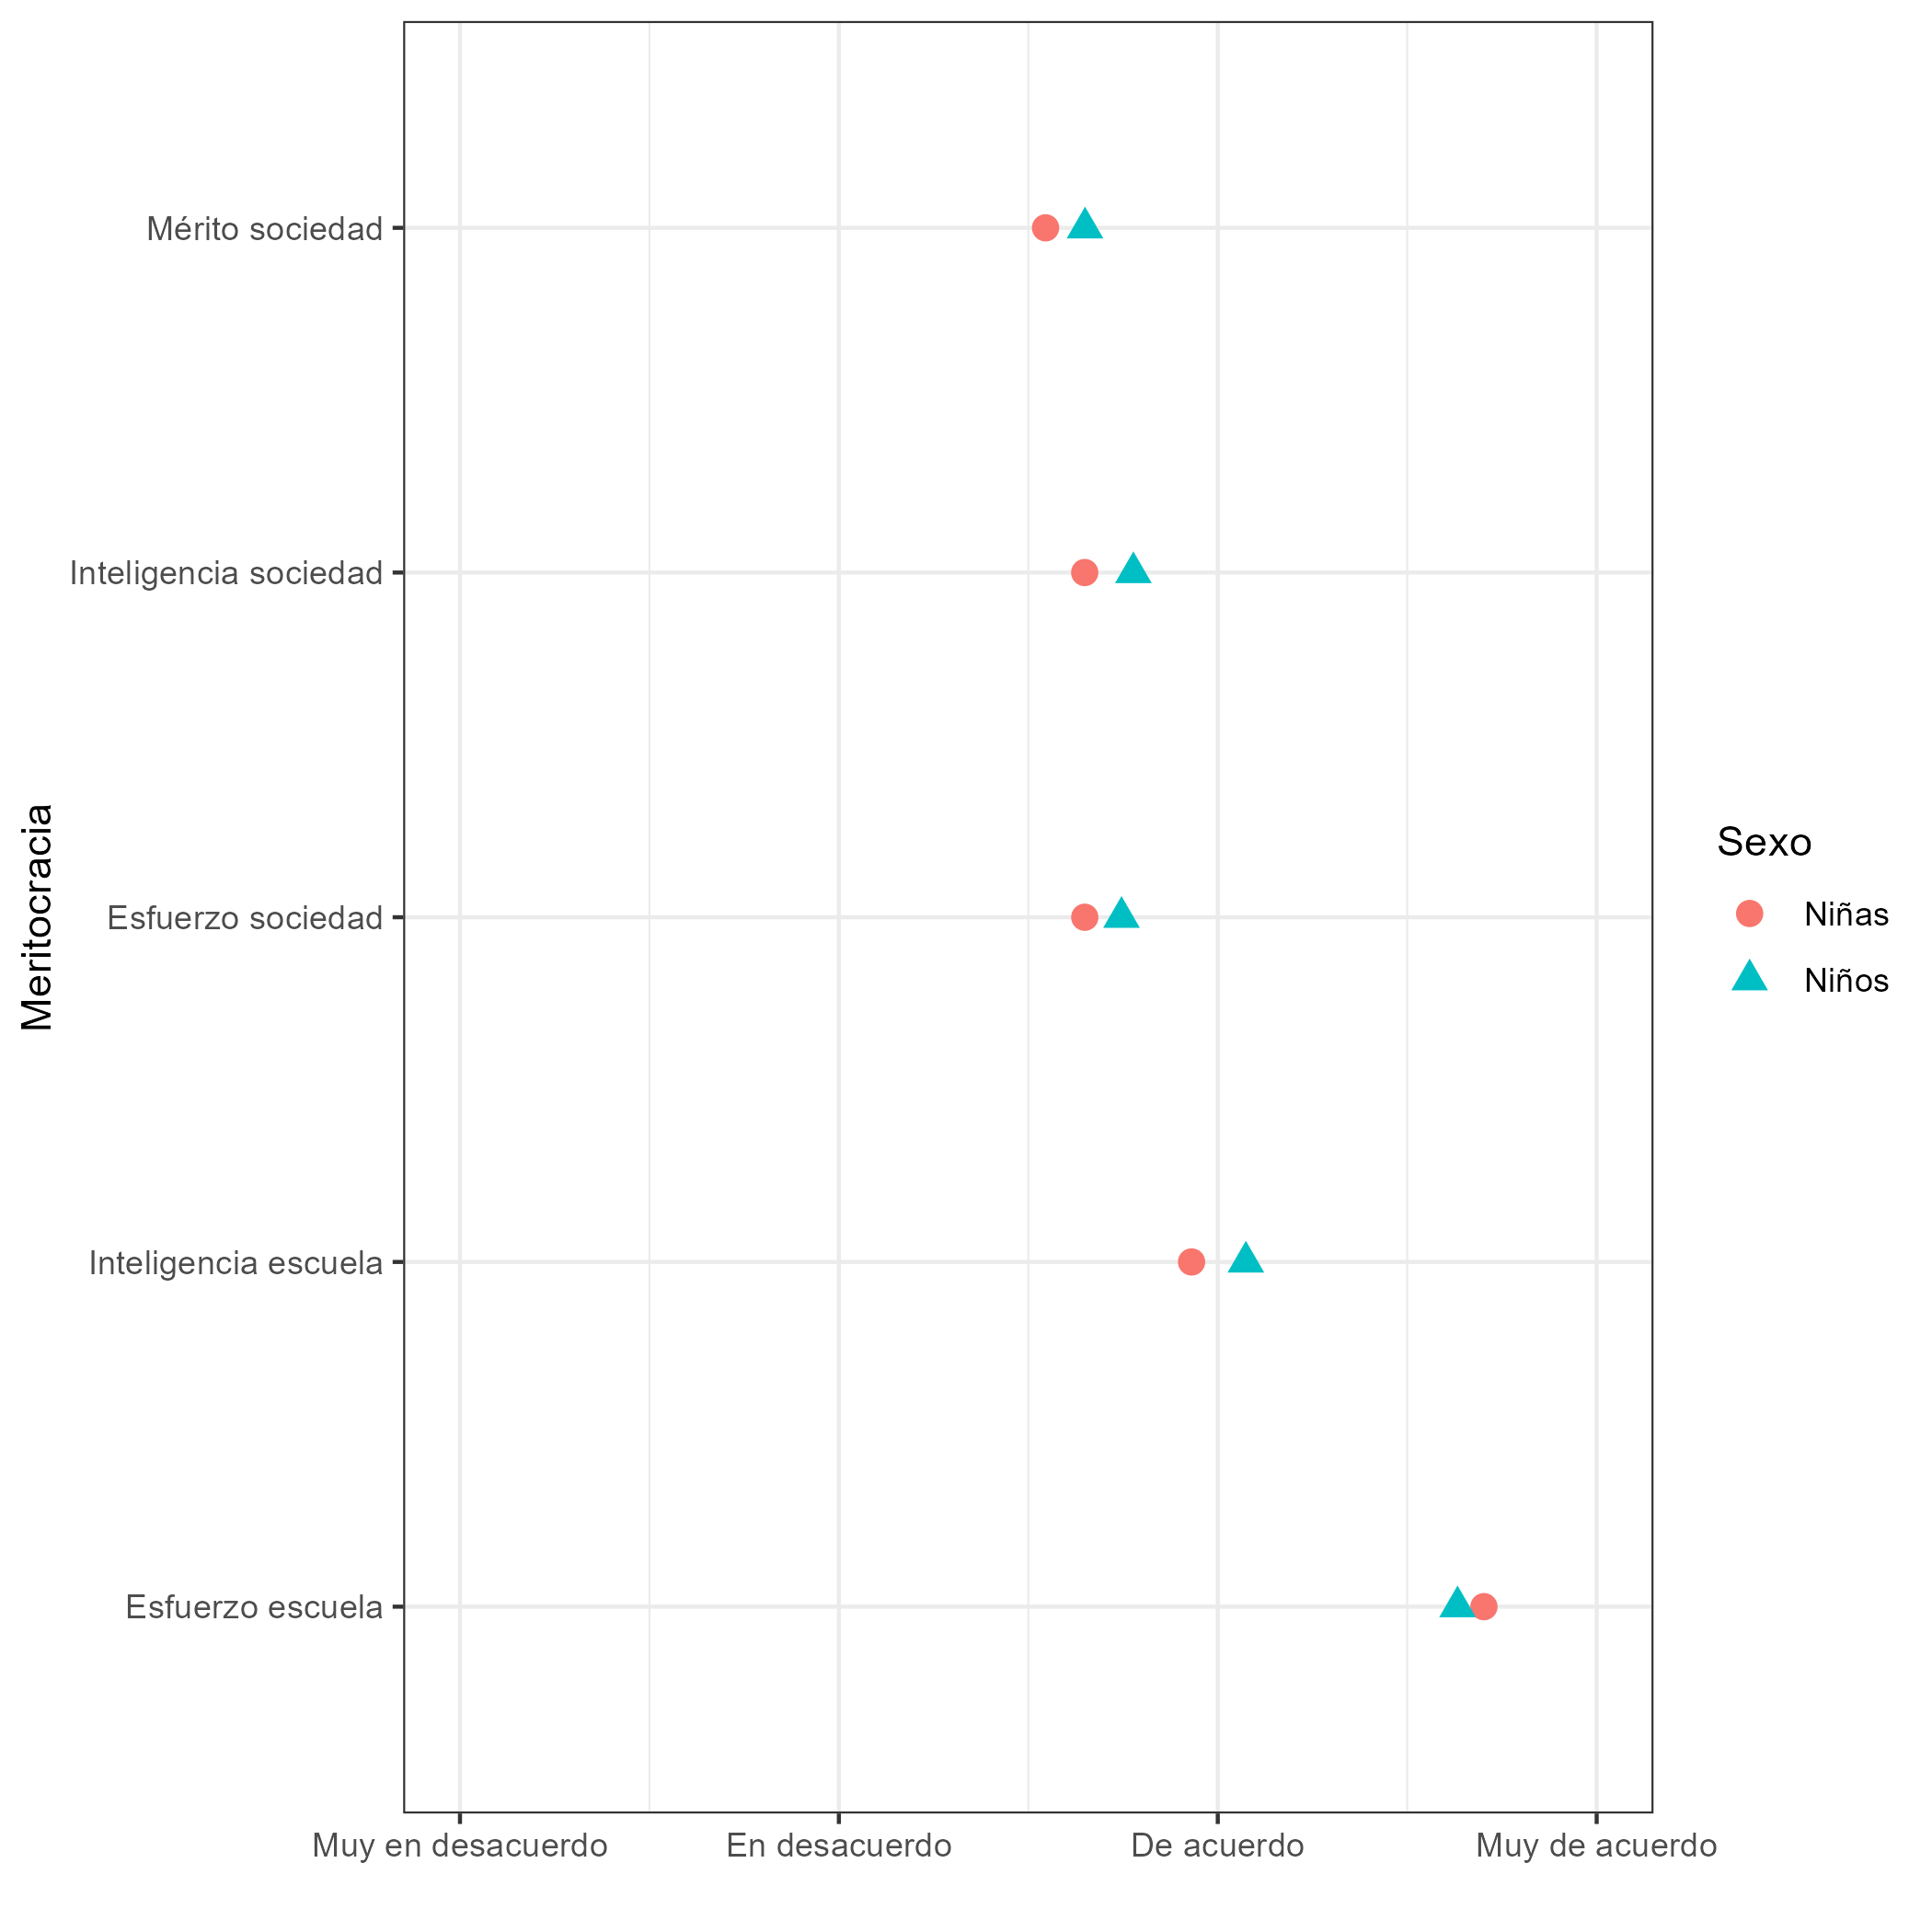 Meritocracia
Mérito sociedad
Inteligencia sociedad
Esfuerzo sociedad
Inteligencia escuela
Esfuerzo escuela
Muy en desacuerdo
En desacuerdo
De acuerdo
Muy de acuerdo
Sexo
Niñas
Niños